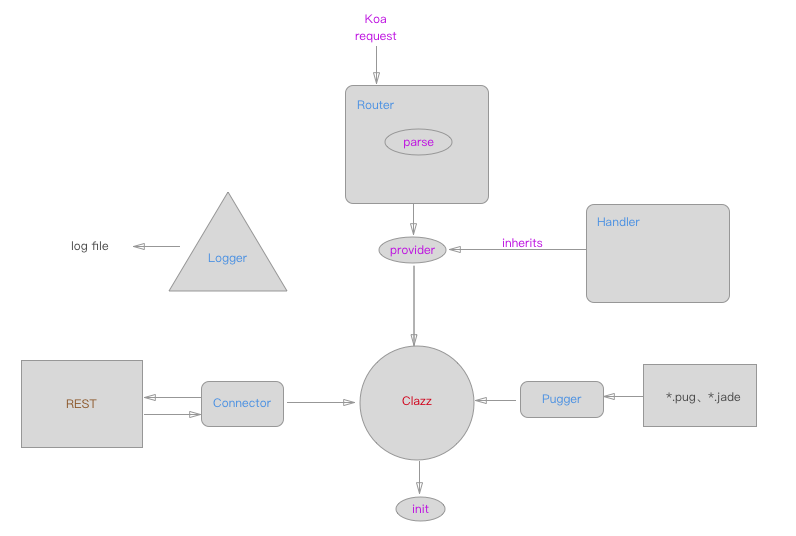 Koa
request
Router
parse
Handler
log file
provider
inherits
Logger
REST
Connector
Clazz
Pugger
*.pug、*.jade
init